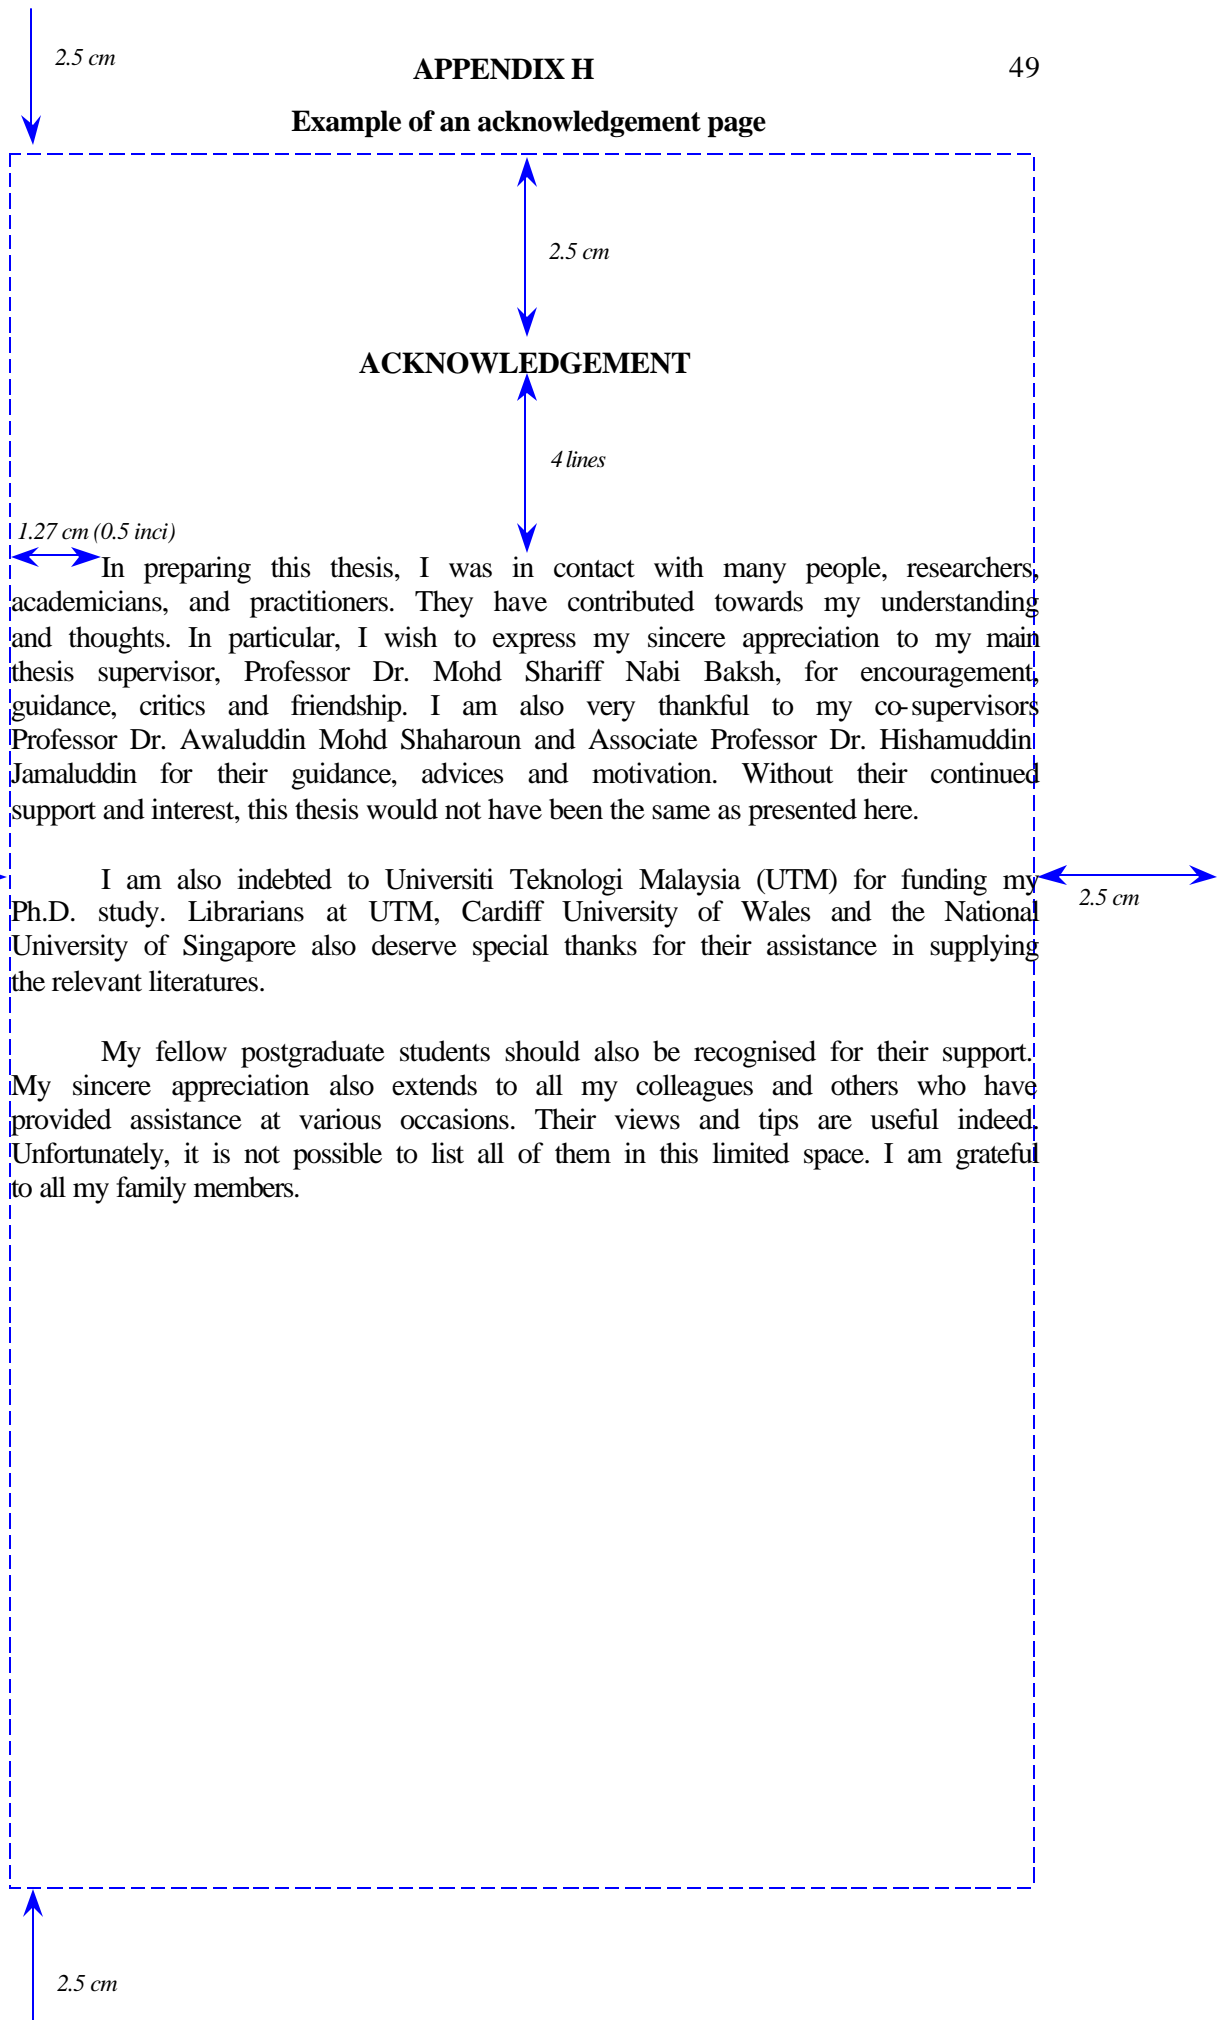 2.5 cm
APPENDIX H
49
Example of an acknowledgement page
2.5 cm
ACKNOWLEDGEMENT
4 lines
1.27 cm (0.5 inci)
In preparing this thesis, I was in contact with many people, researchers,
academicians, and practitioners. They have contributed towards my understanding
and thoughts. In particular, I wish to express my sincere appreciation to my main
thesis supervisor, Professor Dr. Mohd Shariff Nabi Baksh, for encouragement,
guidance, critics and friendship. I am also very thankful to my co-supervisors
Professor Dr. Awaluddin Mohd Shaharoun and Associate Professor Dr. Hishamuddin
Jamaluddin for their guidance, advices and motivation. Without their continued
support and interest, this thesis would not have been the same as presented here.
I am also indebted to Universiti Teknologi Malaysia (UTM) for funding my
2.5 cm
Ph.D. study. Librarians at UTM, Cardiff University of Wales and the National
University of Singapore also deserve special thanks for their assistance in supplying
the relevant literatures.
My fellow postgraduate students should also be recognised for their support.
My sincere appreciation also extends to all my colleagues and others who have
provided assistance at various occasions. Their views and tips are useful indeed.
Unfortunately, it is not possible to list all of them in this limited space. I am grateful
to all my family members.
2.5 cm